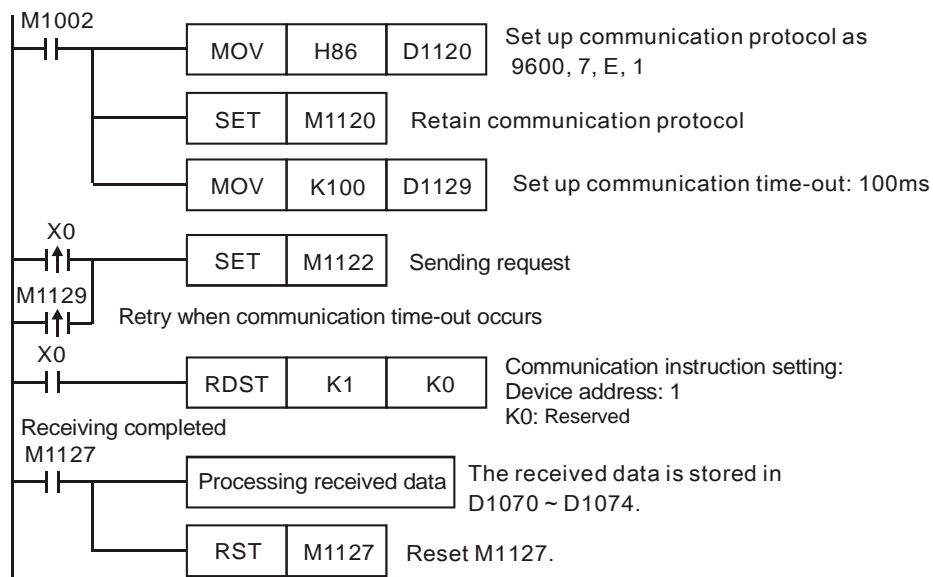 M1002
MOV H86 D1120 Set up communication protocol as
9600, 7, E, 1
SET M1120 Retain communication protocol
MOV K100 D1129 Set up communication time-out: 100ms
X0
SET M1122 Sending request
M1129
Retry when communication time-out occurs
X0
RDST K1 K0 Communication instruction setting:
Device address: 1
K0: Reserved
Receiving completed
M1127
Processing received data The received data is stored in
D1070 ~ D1074.
RST M1127 Reset M1127.